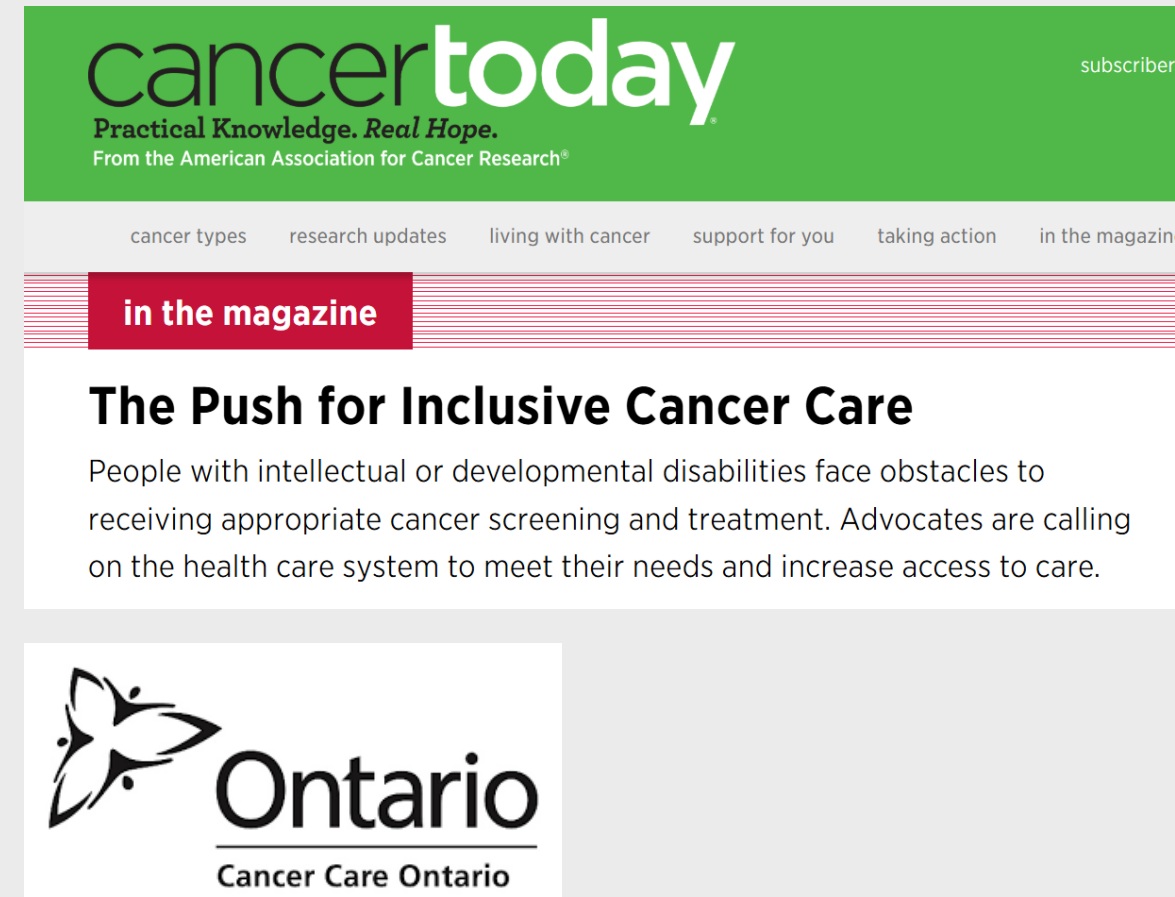 cancertoday®
subscriber
Practical Knowledge. Real Hope.
From the American Association for Cancer Research®
cancer types research updates living with cancer support for you taking action in the magazin
in the magazine
The Push for Inclusive Cancer Care
People with intellectual or developmental disabilities face obstacles to
receiving appropriate cancer screening and treatment. Advocates are calling
on the health care system to meet their needs and increase access to care.
Ontario
Cancer Care Ontario